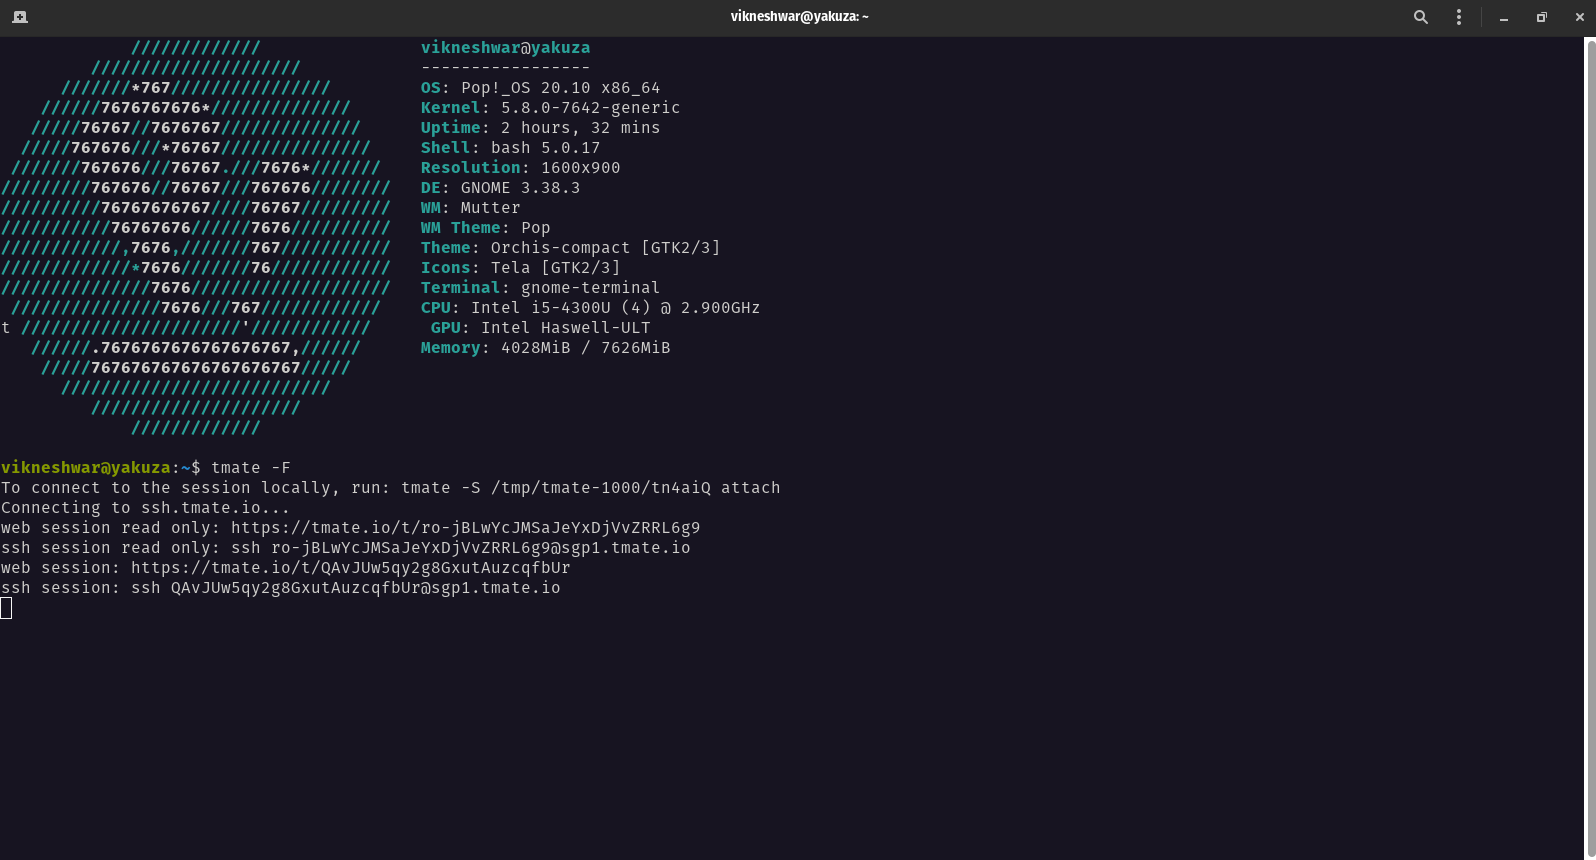 vikneshwar@yakuza: ~
             /////////////                vikneshwar@yakuza
         /////////////////////            -----------------
      ///////*767////////////////         OS: Pop!_OS 20.10 x86_64
    //////7676767676*//////////////       Kernel: 5.8.0-7642-generic
   /////76767//7676767//////////////      Uptime: 2 hours, 32 mins
  /////767676///*76767///////////////     Shell: bash 5.0.17
 ///////767676///76767.///7676*///////    Resolution: 1600x900
/////////767676//76767///767676////////   DE: GNOME 3.38.3
//////////76767676767////76767/////////   WM: Mutter
///////////76767676//////7676//////////   WM Theme: Pop
////////////,7676,///////767///////////   Theme: Orchis-compact [GTK2/3]
/////////////*7676///////76////////////   Icons: Tela [GTK2/3]
///////////////7676////////////////////   Terminal: gnome-terminal
 ///////////////7676///767////////////    CPU: Intel i5-4300U (4) @ 2.900GHz
t //////////////////////'////////////      GPU: Intel Haswell-ULT
   //////.7676767676767676767,//////      Memory: 4028MiB / 7626MiB
    /////767676767676767676767/////
      ///////////////////////////
         /////////////////////
             /////////////
vikneshwar@yakuza:~$ tmate -F
To connect to the session locally, run: tmate -S /tmp/tmate-1000/tn4aiQ attach
Connecting to ssh.tmate.io...
web session read only: https://tmate.io/t/ro-jBLwYcJMSaJeYxDjVvZRRL6g9
ssh session read only: ssh ro-jBLwYcJMSaJeYxDjVvZRRL6g9@sgp1.tmate.io
web session: https://tmate.io/t/QAvJUw5qy2g8GxutAuzcqfbUr
ssh session: ssh QAvJUw5qy2g8GxutAuzcqfbUr@sgp1.tmate.io